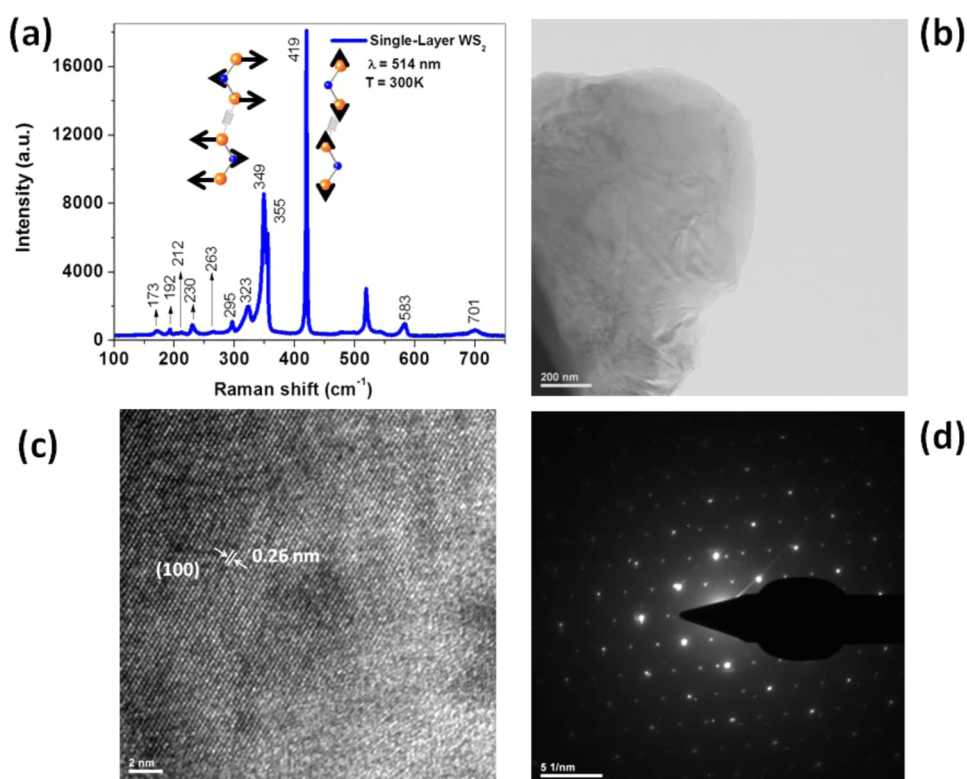 (a)
Single-Layer WS₂
λ = 514 nm
T = 300K
419
349
355
173
192
212
230
263
295
323
583
701
16000
12000
8000
4000
0
Intensity (a.u.)
100 200 300 400 500 600 700
Raman shift (cm⁻¹)
(b)
200 nm
(c)
(100)
0.26 nm
2 nm
(d)
5 1/nm